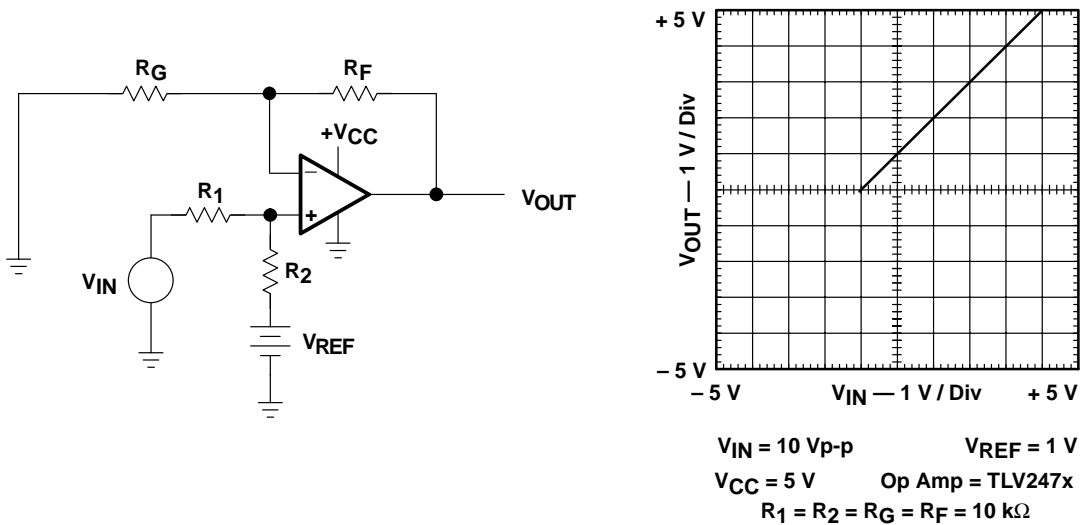 RG
RF
+VCC
R1
−
+
VOUT
VIN
R2
VREF
+ 5 V
VOUT — 1 V / Div
– 5 V
– 5 V
VIN — 1 V / Div
+ 5 V
VIN = 10 Vp-p
VREF = 1 V
VCC = 5 V
Op Amp = TLV247x
R1 = R2 = RG = RF = 10 kΩ